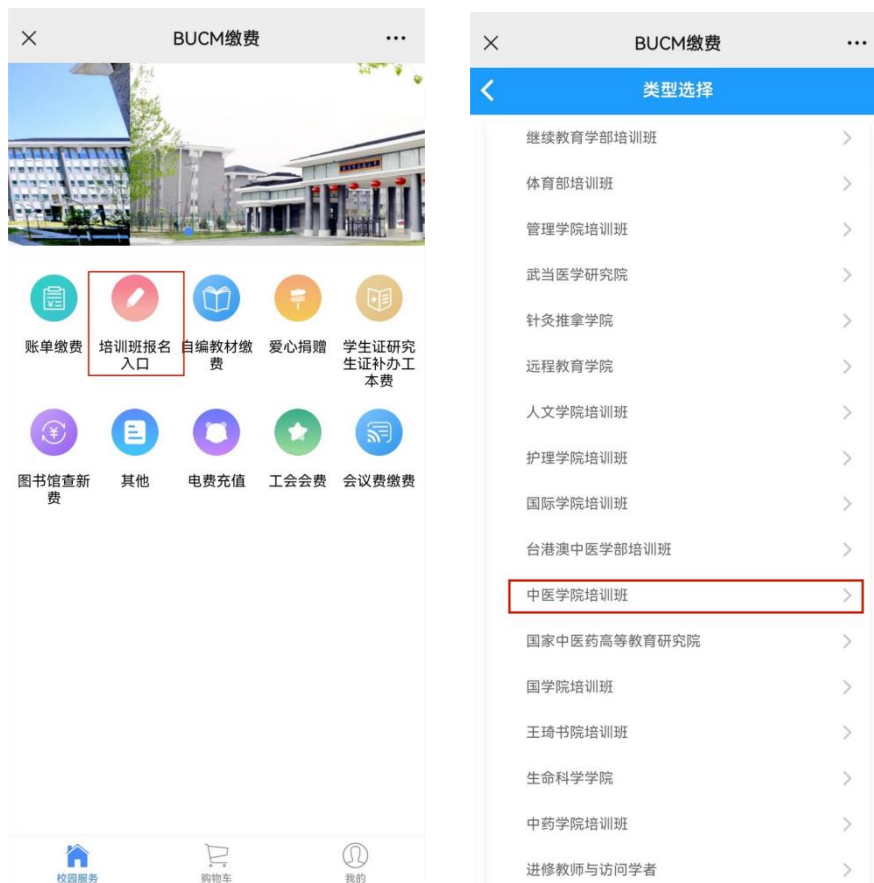 BUCM缴费
账单缴费
培训班报名
入口
自编教材缴
费
爱心捐赠
学生证研究
生证补办工
本费
图书馆查新
费
其他
电费充值
工会会费
会议费缴费
校园服务
购物车
我的
BUCM缴费
类型选择
继续教育学部培训班
体育部培训班
管理学院培训班
武当医学研究院
针灸推拿学院
远程教育学院
人文学院培训班
护理学院培训班
国际学院培训班
台港澳中医学部培训班
中医学院培训班
国家中医药高等教育研究院
国学院培训班
王琦书院培训班
生命科学学院
中药学院培训班
进修教师与访问学者